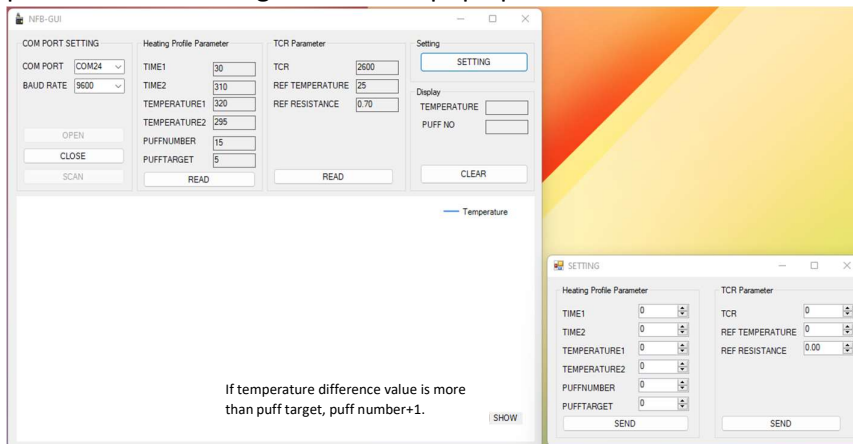 NFB-GUI
COM PORT SETTING
COM PORT COM24
BAUD RATE 9600
OPEN
CLOSE
SCAN
Heating Profile Parameter
TIME1 30
TIME2 310
TEMPERATURE1 320
TEMPERATURE2 295
PUFFNUMBER 15
PUFFTARGET 5
READ
TCR Parameter
TCR 2600
REF TEMPERATURE 25
REF RESISTANCE 0.70
READ
Setting
SETTING
Display
TEMPERATURE
PUFF NO
CLEAR
Temperature
If temperature difference value is more
than puff target, puff number+1.
SHOW
SETTING
Heating Profile Parameter
TIME1 0
TIME2 0
TEMPERATURE1 0
TEMPERATURE2 0
PUFFNUMBER 0
PUFFTARGET 0
SEND
TCR Parameter
TCR 0
REF TEMPERATURE 0
REF RESISTANCE 0.00
SEND